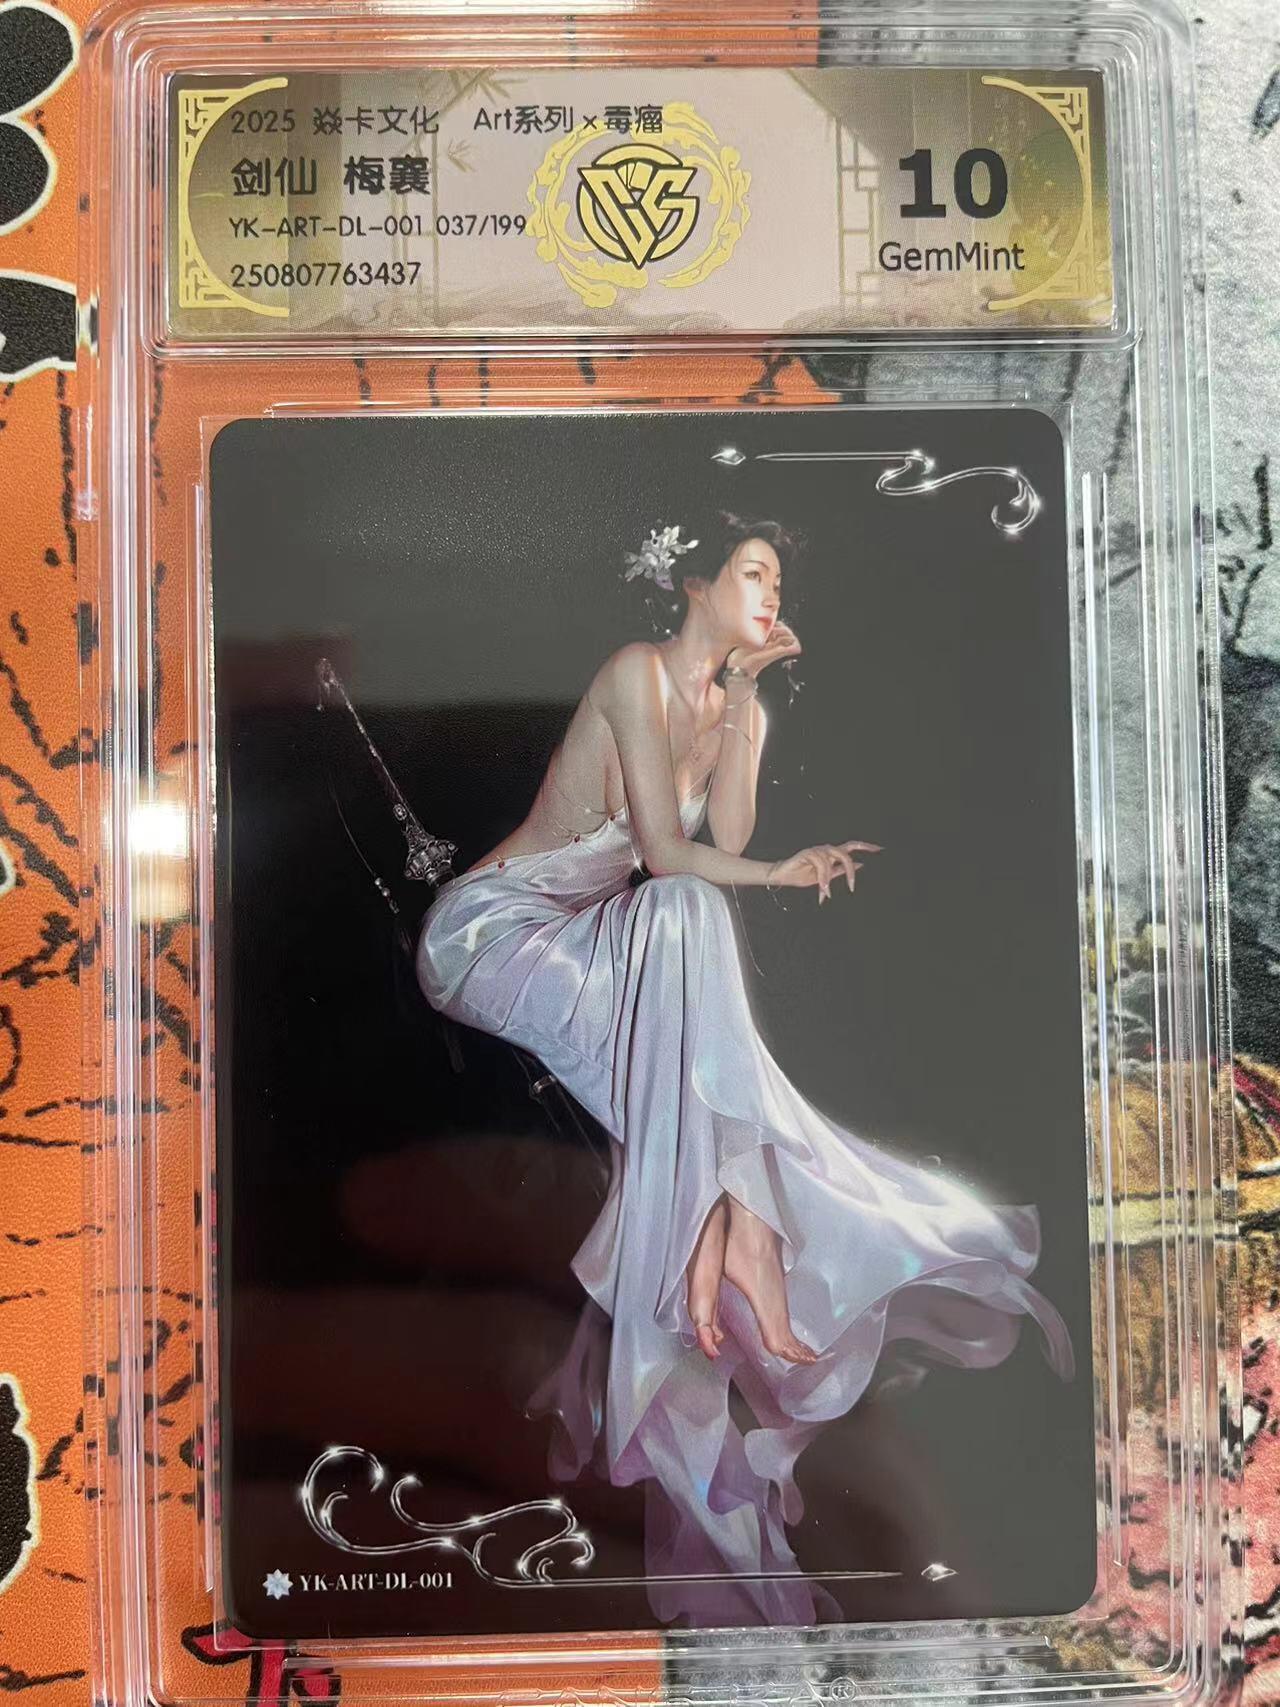 2025 焱卡文化 Art系列×毒瘤
剑仙 梅襄
YK-ART-DL-001 037/199
250807763437
10
GemMint
YK-ART-DL-001